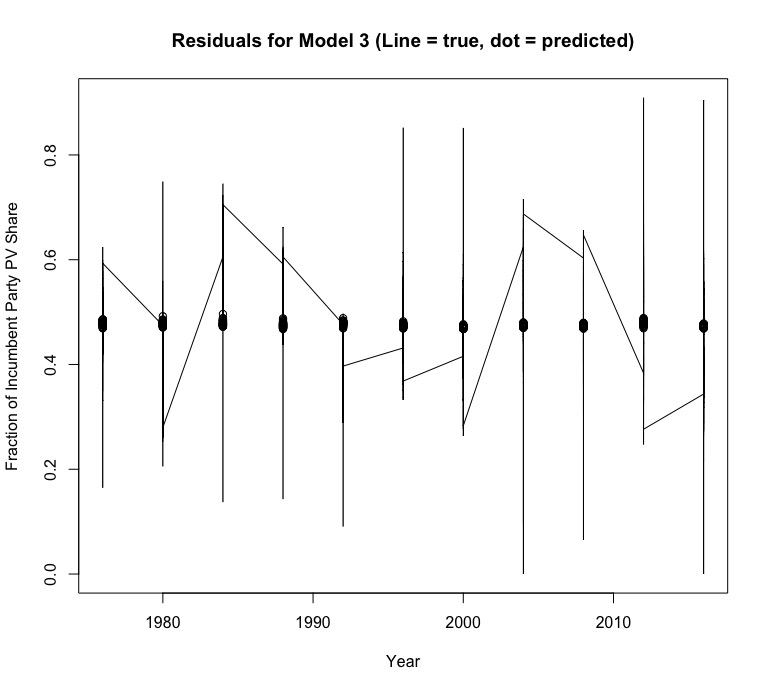 Residuals for Model 3 (Line = true, dot = predicted)
Fraction of Incumbent Party PV Share
0.8
0.6
0.4
0.2
0.0
1980 1990 2000 2010
Year